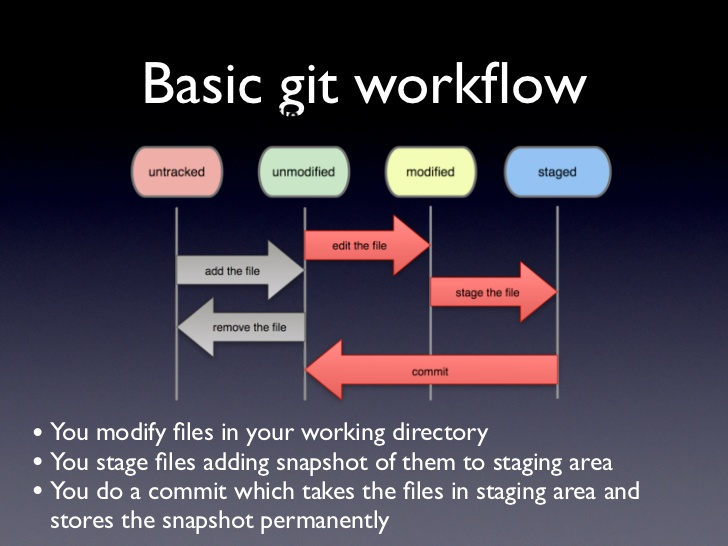 Basic git workflow
untracked
unmodified
modified
staged
edit the file
add the file
stage the file
remove the file
commit
• You modify files in your working directory
• You stage files adding snapshot of them to staging area
• You do a commit which takes the files in staging area and
stores the snapshot permanently